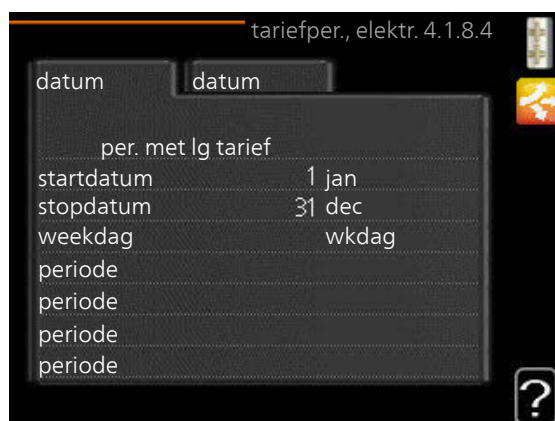 tariefper., elektr. 4.1.8.4
datum datum
per. met lg tarief
startdatum 1 jan
stopdatum 31 dec
weekdag wkdag
periode
periode
periode
periode
?